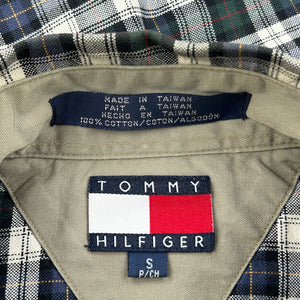 MADE IN TAIWAN
FAIT A TAIWAN
HECHO EN TAIWAN
100% COTTON/COTON/ALGODON
TOMMY
HILFIGER
S
P/CH